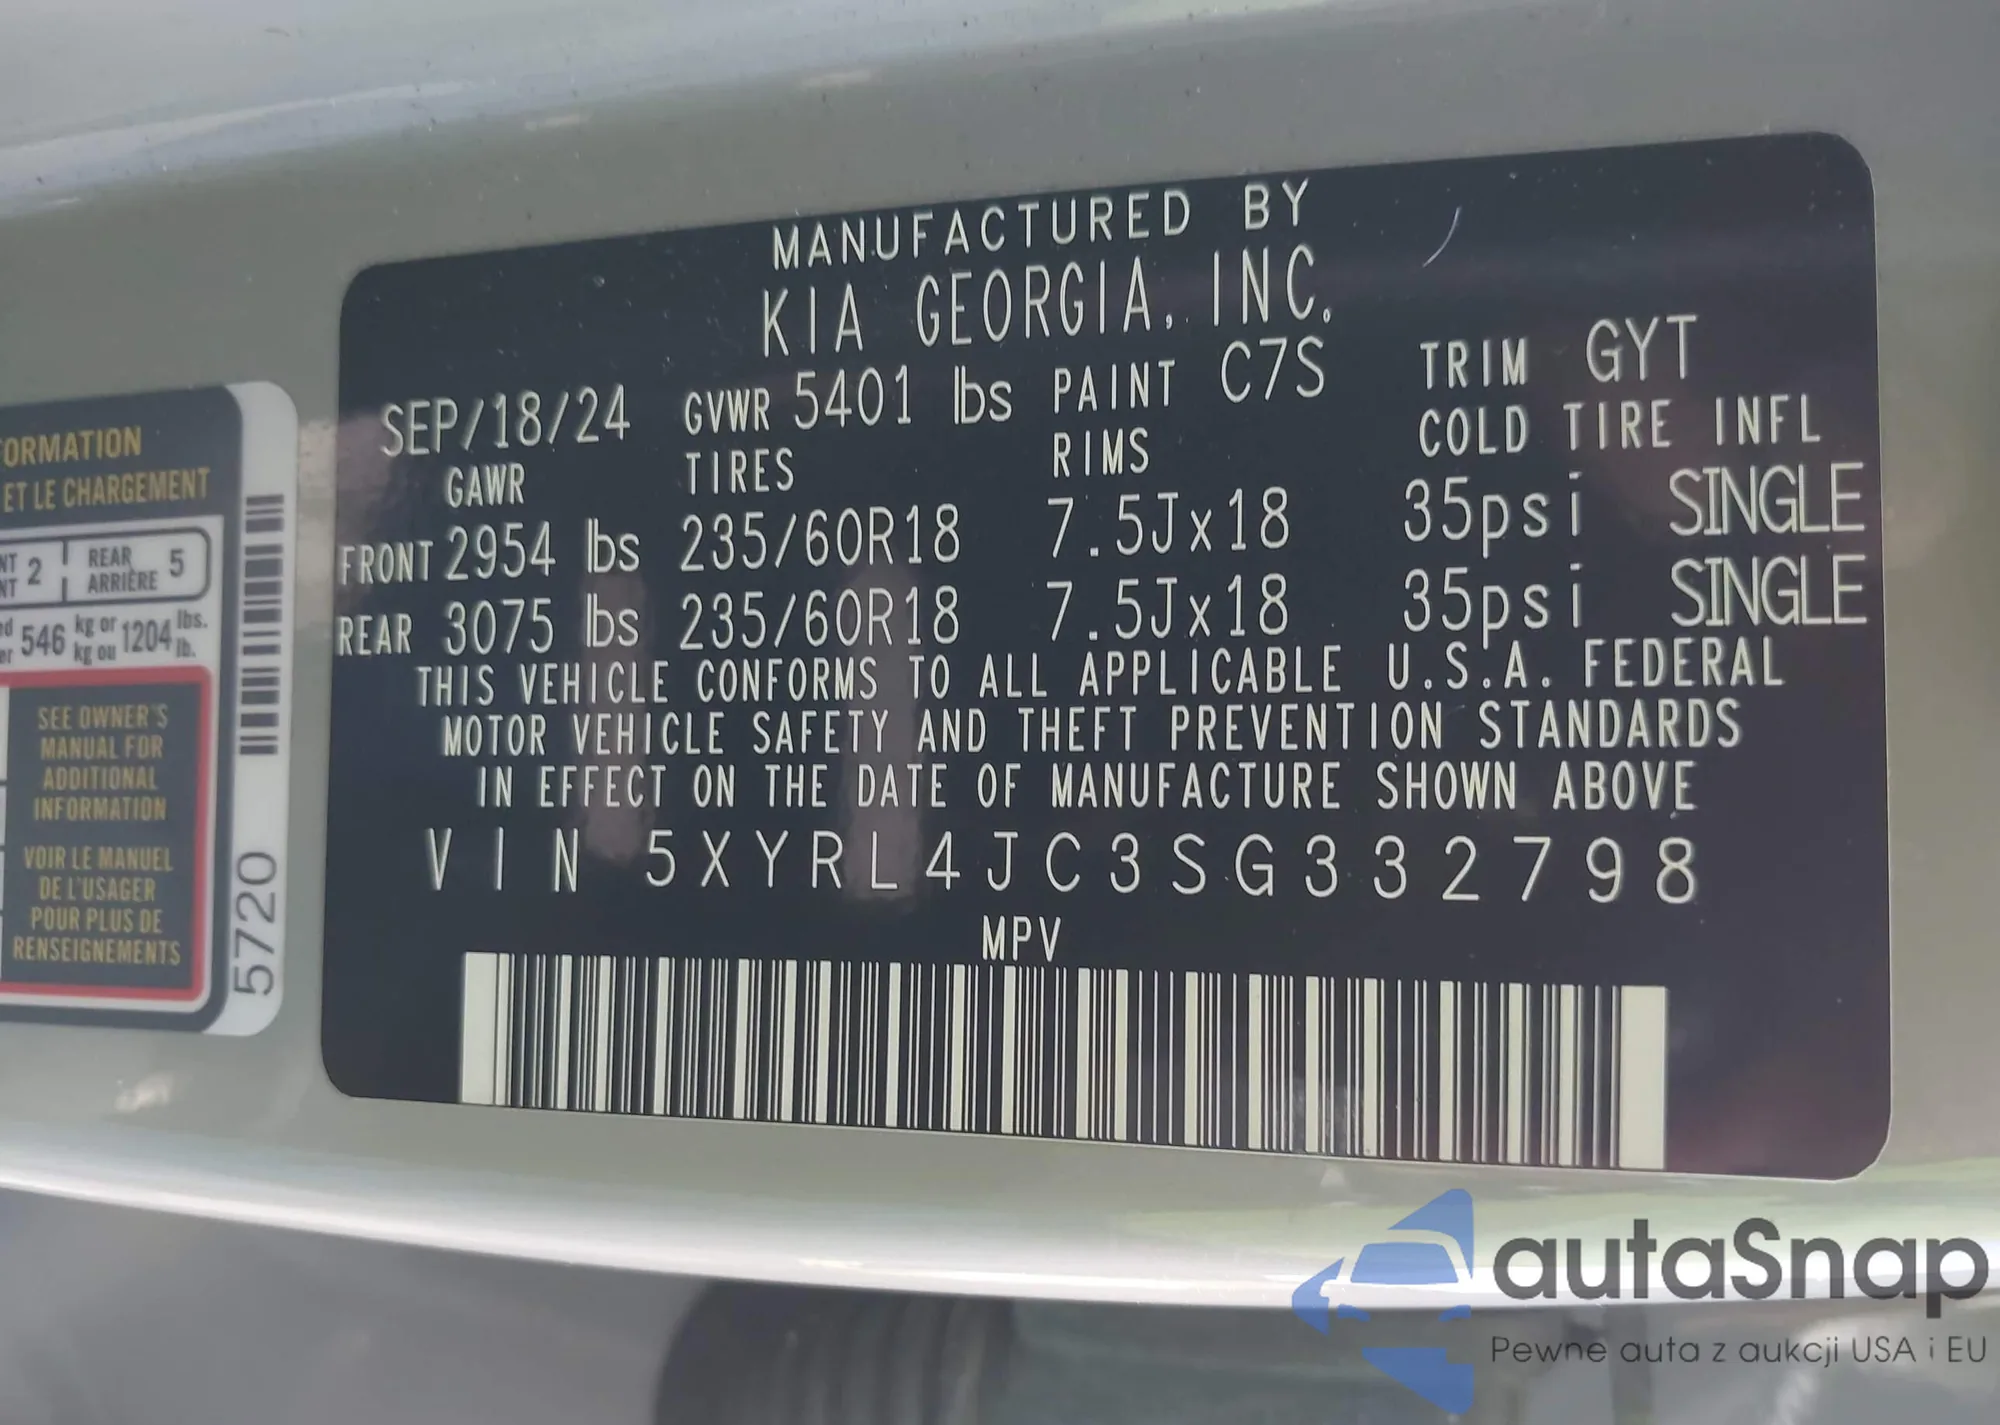 MANUFACTURED BY
KIA GEORGIA, INC.
SEP/18/24 GVWR 5401 lbs PAINT C7S TRIM GYT
GAWR TIRES RIMS COLD TIRE INFL
FRONT 2954 lbs 235/60R18 7.5Jx18 35psi SINGLE
REAR 3075 lbs 235/60R18 7.5Jx18 35psi SINGLE
THIS VEHICLE CONFORMS TO ALL APPLICABLE U.S.A. FEDERAL
MOTOR VEHICLE SAFETY AND THEFT PREVENTION STANDARDS
IN EFFECT ON THE DATE OF MANUFACTURE SHOWN ABOVE
VIN 5XYRL4JC3SG332798
MPV
ORMATION
ET LE CHARGEMENT
NT 2 REAR 5
NT ARRIÈRE
546 kg or 1204 lbs.
kg ou lb.
SEE OWNER'S
MANUAL FOR
ADDITIONAL
INFORMATION
VOIR LE MANUEL
DE L'USAGER
POUR PLUS DE
RENSEIGNEMENTS
5720
autaSnap
Pewne auta z aukcji USA i EU